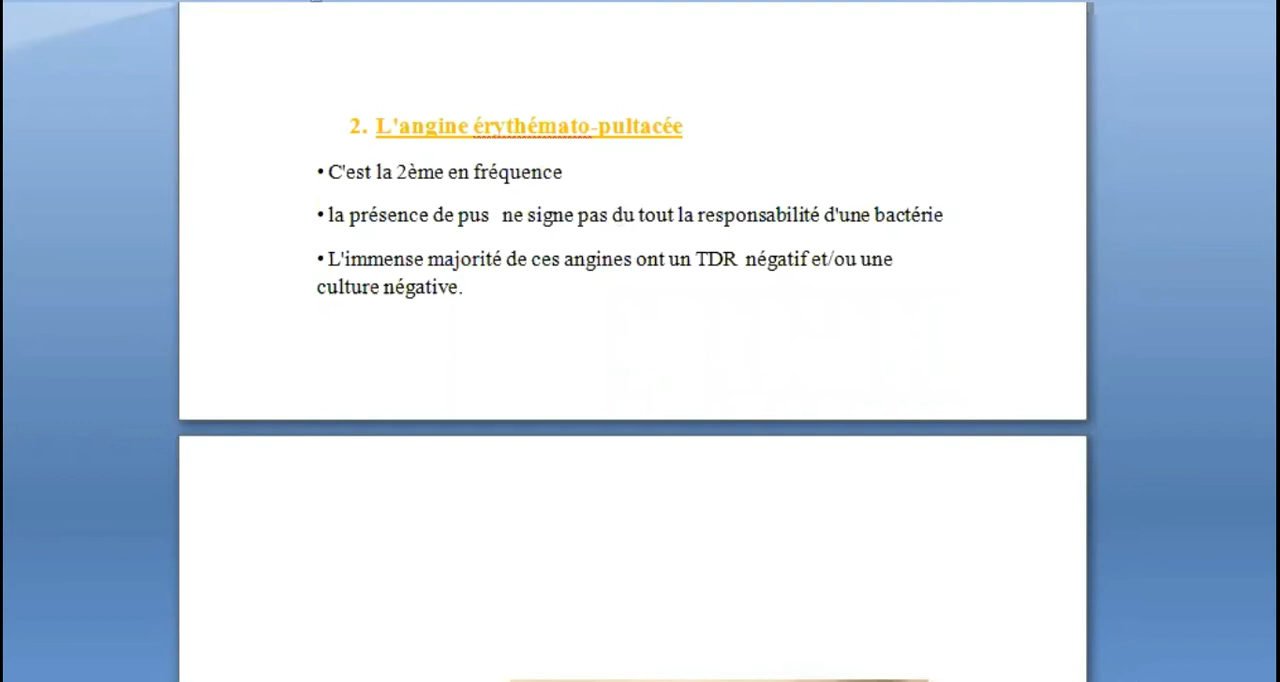 2. L'angine érythémato-pultacée
• C'est la 2ème en fréquence
• la présence de pus ne signe pas du tout la responsabilité d'une bactérie
• L'immense majorité de ces angines ont un TDR négatif et/ou une
culture négative.